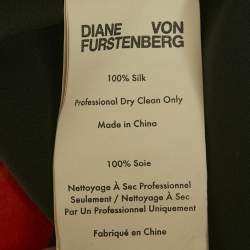 DIANE VON
FURSTENBERG
100% Silk
Professional Dry Clean Only
Made in China
100% Soie
Nettoyage À Sec Professionnel
Seulement / Nettoyage À Sec
Par Un Professionnel Uniquement
Fabriqué en Chine